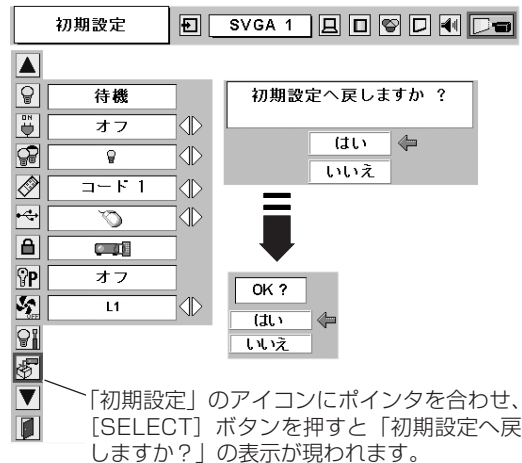 初期設定
SVGA 1
待機
初期設定へ戻しますか ?
ON
オフ
はい
いいえ
コード 1
P
オフ
OK ?
OFF
L1
はい
いいえ
「初期設定」のアイコンにポインタを合わせ、
[SELECT] ボタンを押すと「初期設定へ戻
しますか？」の表示が現われます。